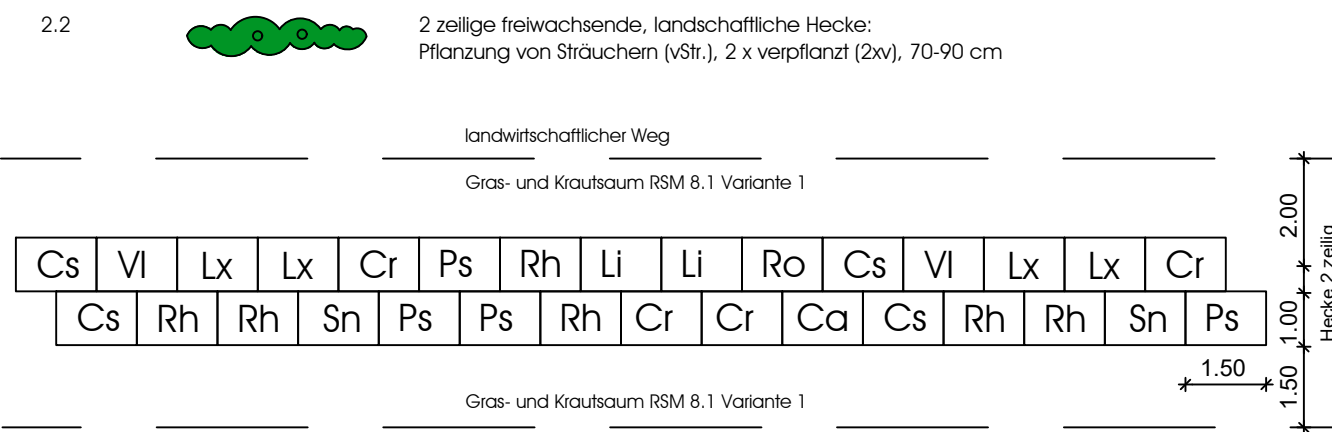 2.2
2 zeilige freiwachsende, landschaftliche Hecke:
Pflanzung von Sträuchern (vStr.), 2 x verpflanzt (2xv), 70-90 cm
landwirtschaftlicher Weg
Gras- und Krautsaum RSM 8.1 Variante 1
2.00
Cs Vl Lx Lx Cr Ps Rh Li Li Ro Cs Vl Lx Lx Cr
Cs Rh Rh Sn Ps Ps Rh Cr Cr Ca Cs Rh Rh Sn Ps
1.00
Hecke 2 zeilig
1.50
1.50
Gras- und Krautsaum RSM 8.1 Variante 1